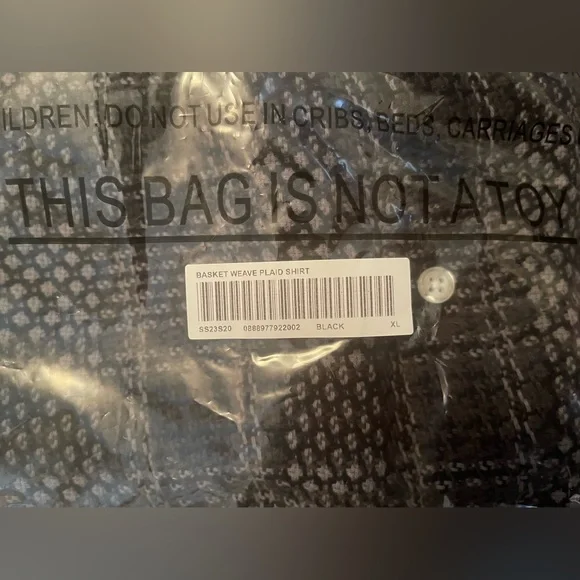 ILDREN. DO NOT USE IN CRIBS, BEDS, CARRIAGES
THIS BAG IS NOT A TOY
BASKET WEAVE PLAID SHIRT
SS23S20 0888977922002 BLACK XL